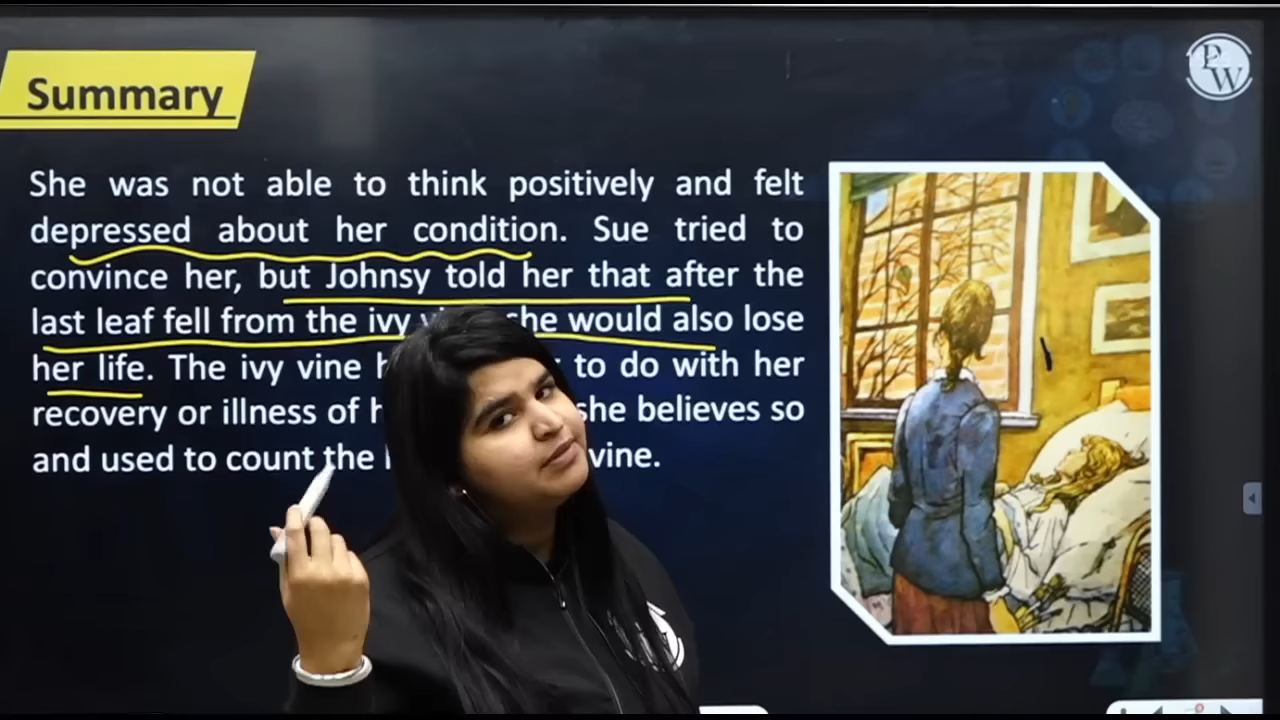 Summary
PW
She was not able to think positively and felt
depressed about her condition. Sue tried to
convince her, but Johnsy told her that after the
last leaf fell from the ivy she would also lose
her life. The ivy vine to do with her
recovery or illness of she believes so
and used to count the vine.